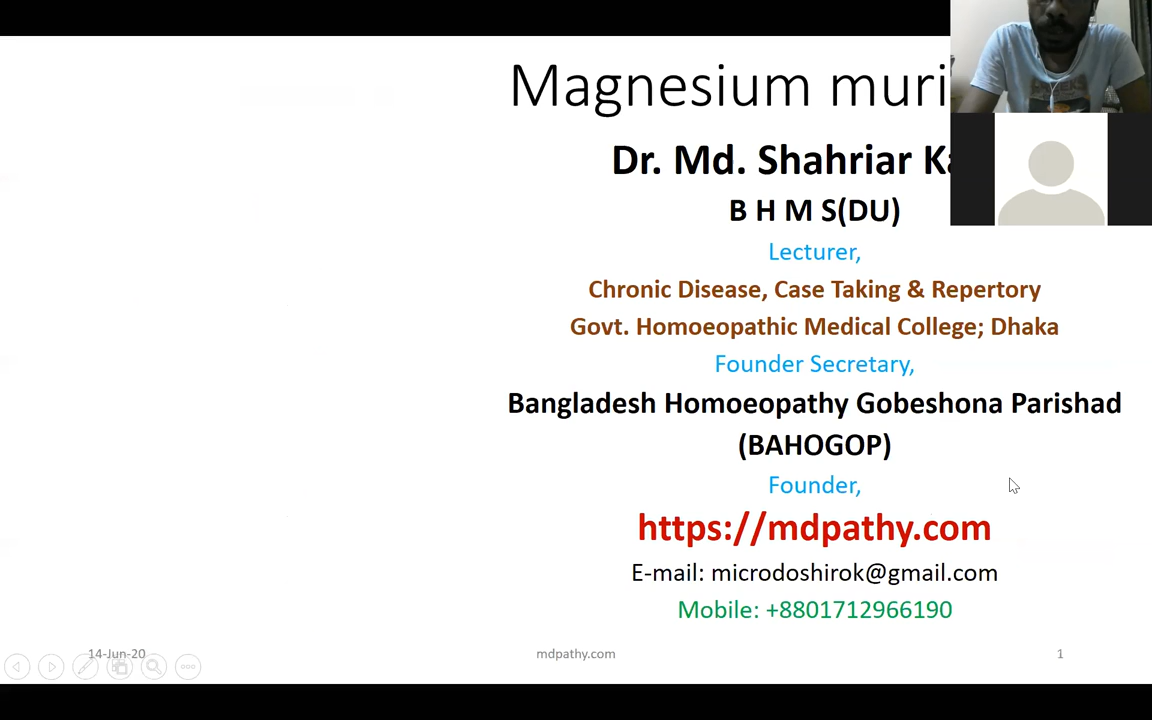 Magnesium muri
Dr. Md. Shahriar
B H M S(DU)
Lecturer,
Chronic Disease, Case Taking & Repertory
Govt. Homoeopathic Medical College; Dhaka
Founder Secretary,
Bangladesh Homoeopathy Gobeshona Parishad
(BAHOGOP)
Founder,
https://mdpathy.com
E-mail: microdoshirok@gmail.com
Mobile: +8801712966190
14-Jun-20 mdpathy.com 1